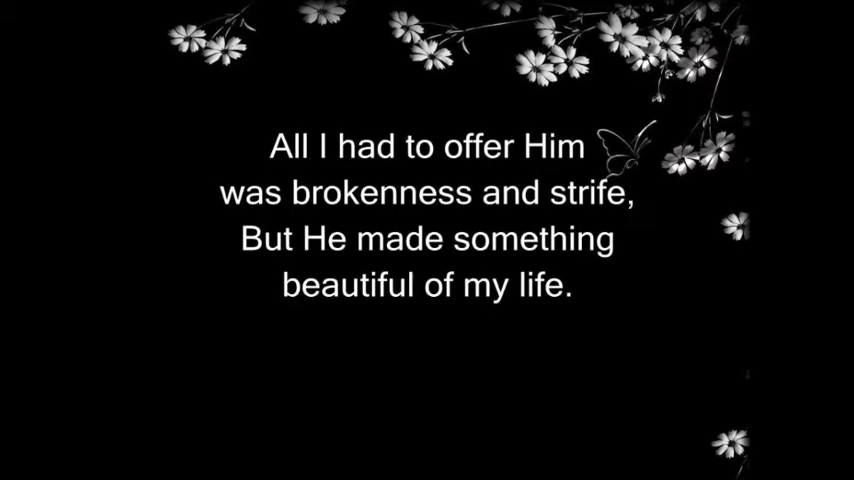 All I had to offer Him
was brokenness and strife,
But He made something
beautiful of my life.